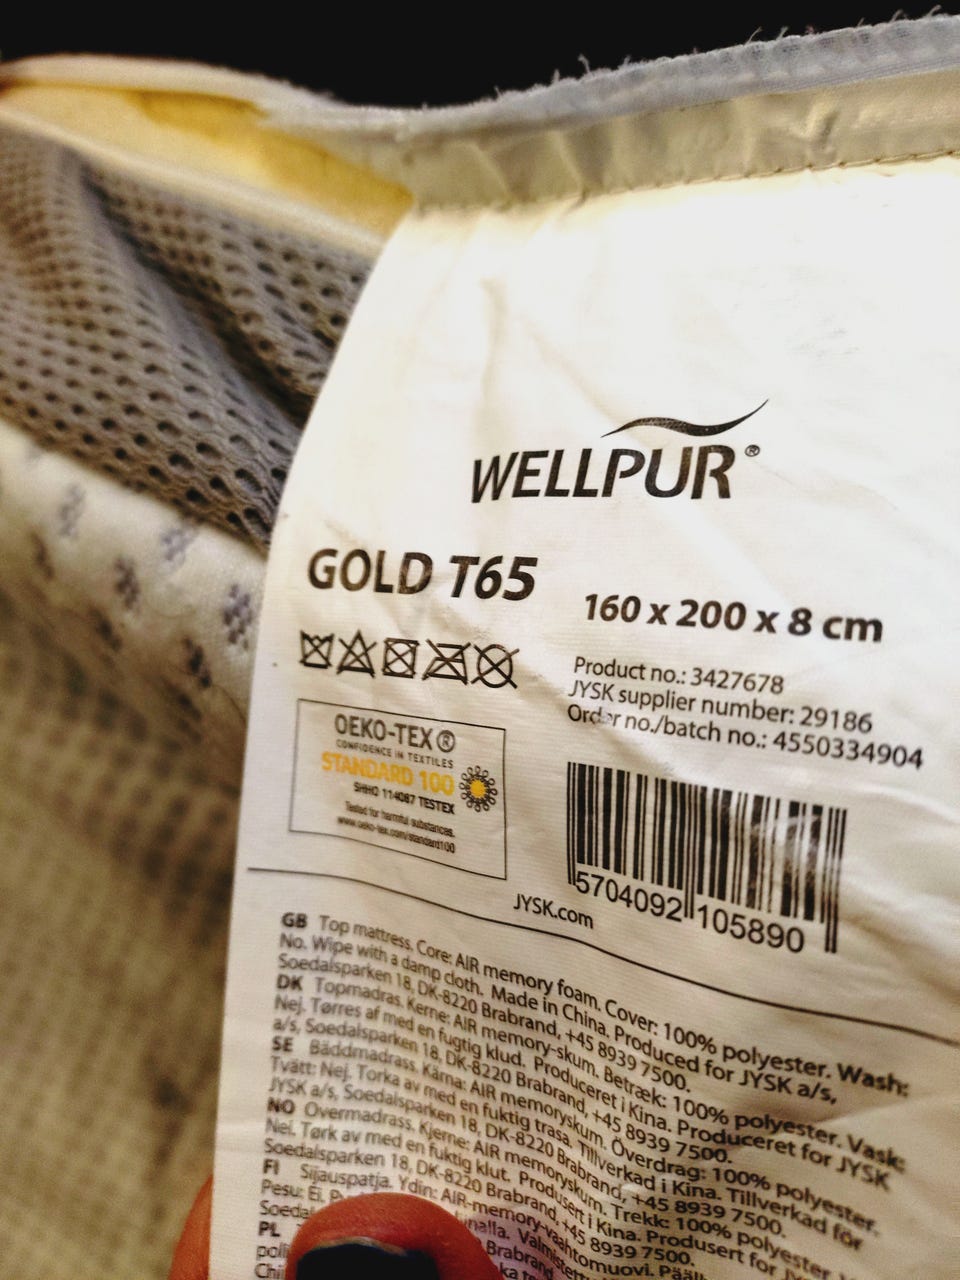 WELLPUR®
GOLD T65
160 x 200 x 8 cm
Product no.: 3427678
JYSK supplier number: 29186
Order no./batch no.: 4550334904
OEKO-TEX®
CONFIDENCE IN TEXTILES
STANDARD 100
SHHO 114087 TESTEX
Tested for harmful substances.
www.oeko-tex.com/standard100
5704092 105890
JYSK.com
GB Top mattress. Core: AIR memory foam. Cover: 100% polyester. Wash:
No. Wipe with a damp cloth. Made in China. Produced for JYSK a/s,
Soedalsparken 18, DK-8220 Brabrand, +45 8939 7500.
DK Topmadras. Kerne: AIR memory-skum. Betræk: 100% polyester. Vask:
Nej. Tørres af med en fugtig klud. Produceret i Kina. Produceret for JYSK
a/s, Soedalsparken 18, DK-8220 Brabrand, +45 8939 7500.
SE Bäddmadrass. Kärna: AIR memoryskum. Överdrag: 100% polyester.
Tvätt: Nej. Torka av med en fuktig trasa. Tillverkad i Kina. Tillverkad för
JYSK a/s, Soedalsparken 18, DK-8220 Brabrand, +45 8939 7500.
NO Overmadrass. Kjerne: AIR memoryskum. Trekk: 100% polyester.
Nei. Tørk av med en fuktig klut. Produsert i Kina. Produsert for
Soedalsparken 18, DK-8220 Brabrand, +45 8939 7500.
FI Sijauspatja. Ydin: AIR-memory-vaahtomuovi.
Pesu: Ei.
PL